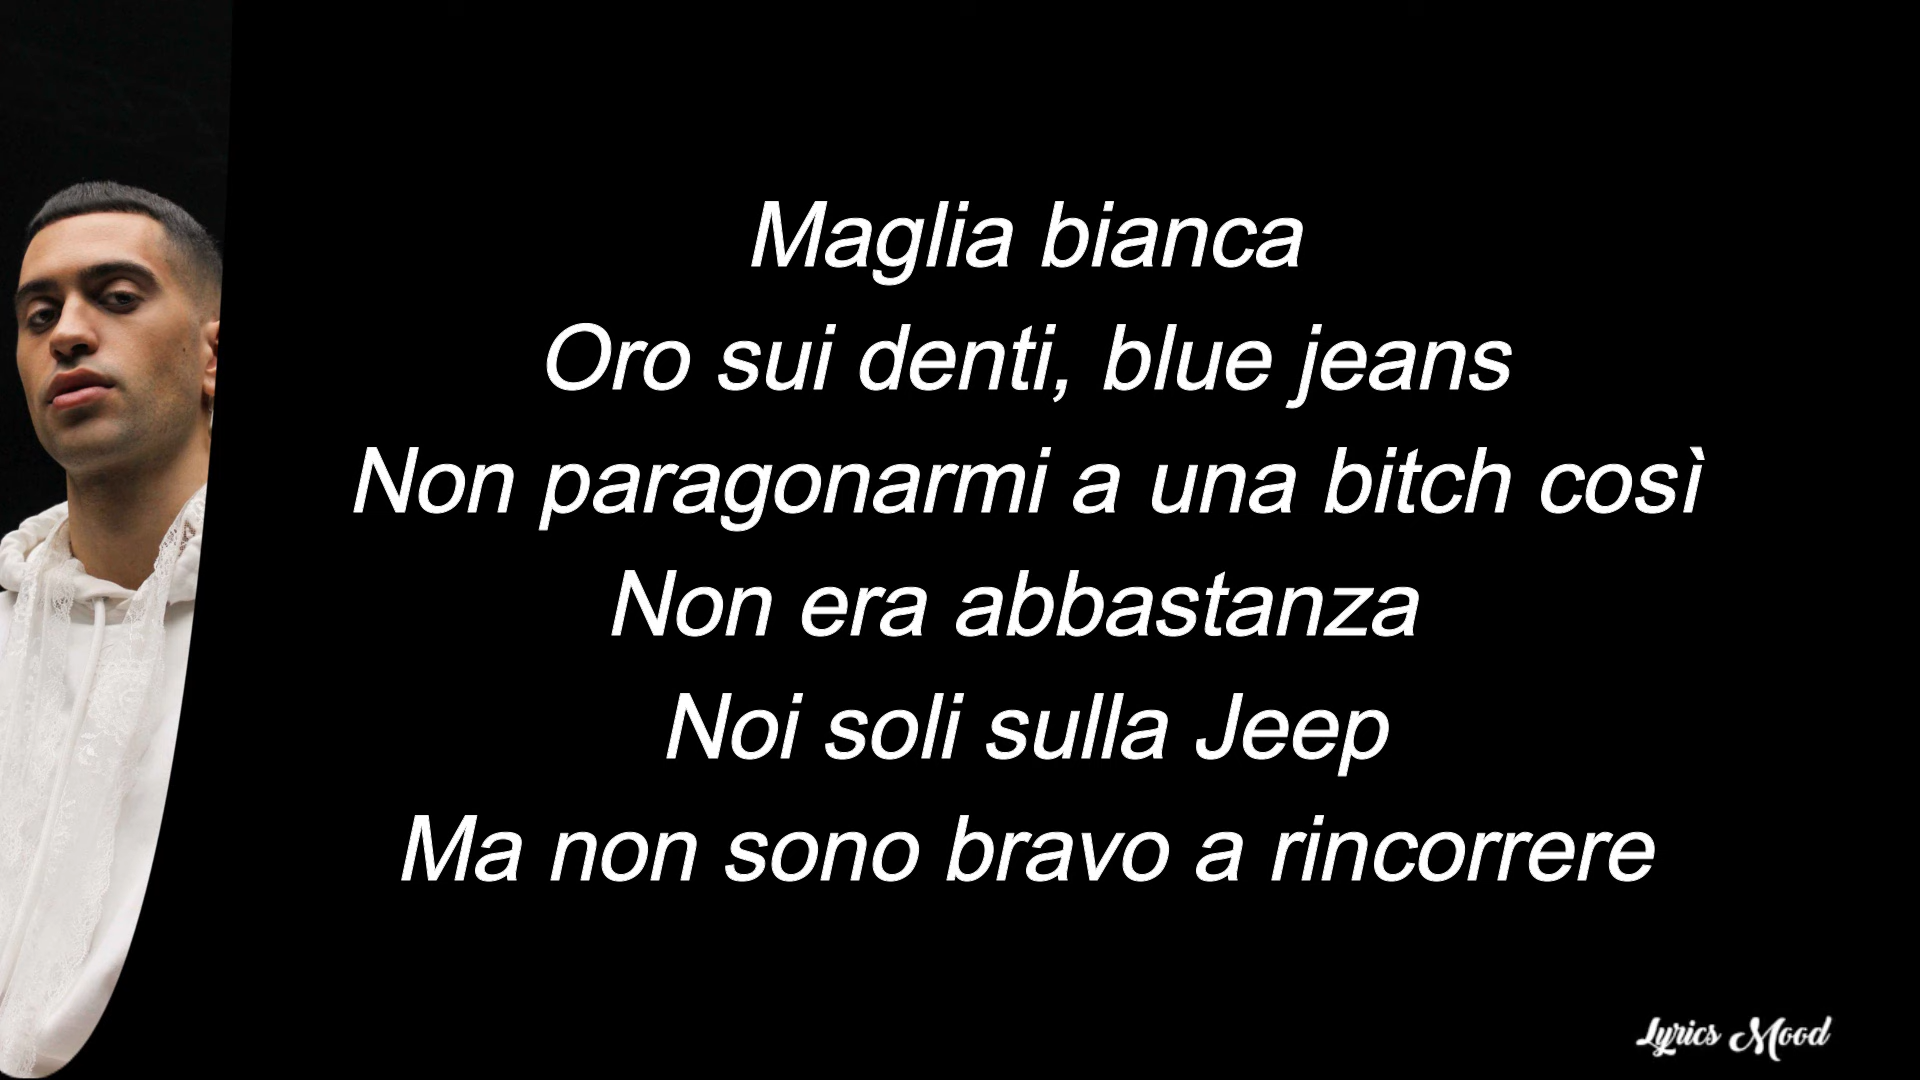 Maglia bianca
Oro sui denti, blue jeans
Non paragonarmi a una bitch così
Non era abbastanza
Noi soli sulla Jeep
Ma non sono bravo a rincorrere
Lyrics Mood